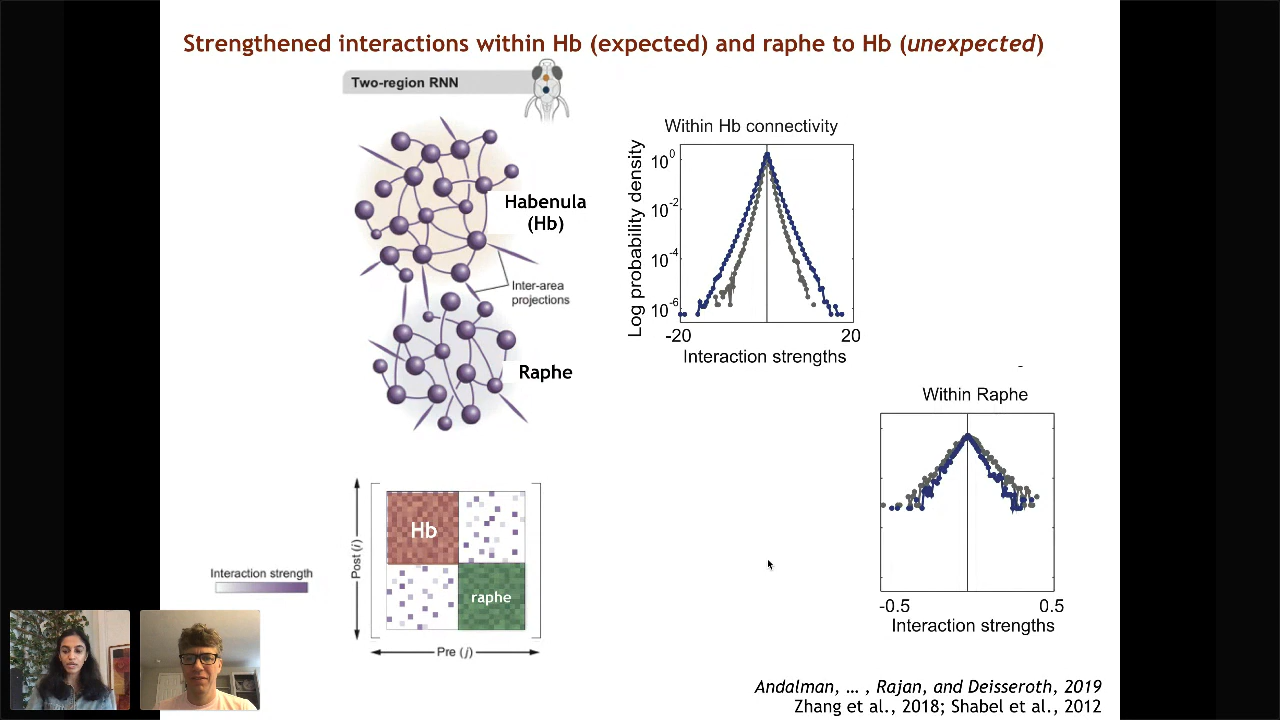 Strengthened interactions within Hb (expected) and raphe to Hb (unexpected)
Two-region RNN
Habenula
(Hb)
Inter-area
projections
Raphe
Within Hb connectivity
Log probability density
10^0
10^-2
10^-4
10^-6
-20
20
Interaction strengths
Within Raphe
-0.5
0.5
Interaction strengths
Interaction strength
Post (i)
Hb
raphe
Pre (j)
Andalman, … , Rajan, and Deisseroth, 2019
Zhang et al., 2018; Shabel et al., 2012